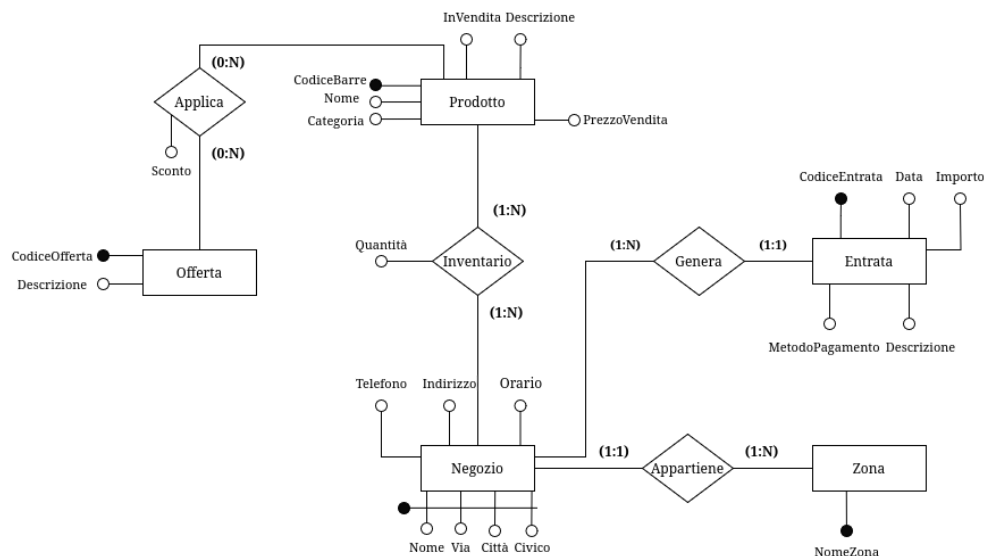 InVendita Descrizione
(0:N)
CodiceBarre
Nome
Categoria
Applica
Prodotto
PrezzoVendita
Sconto
(0:N)
CodiceEntrata Data Importo
(1:N)
Quantità
Inventario
(1:N)
Genera
(1:1)
Entrata
CodiceOfferta
Descrizione
Offerta
(1:N)
MetodoPagamento Descrizione
Telefono Indirizzo Orario
Negozio
(1:1)
Appartiene
(1:N)
Zona
Nome Via Città Civico
NomeZona